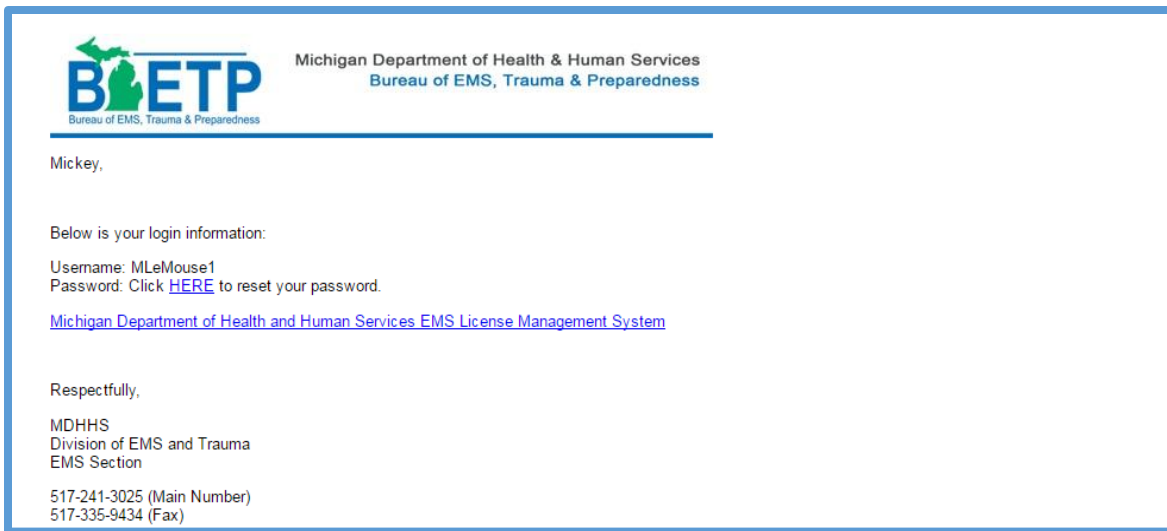 BETP
Bureau of EMS, Trauma & Preparedness
Michigan Department of Health & Human Services
Bureau of EMS, Trauma & Preparedness
Mickey,
Below is your login information:
Username: MLeMouse1
Password: Click HERE to reset your password.
Michigan Department of Health and Human Services EMS License Management System
Respectfully,
MDHHS
Division of EMS and Trauma
EMS Section
517-241-3025 (Main Number)
517-335-9434 (Fax)